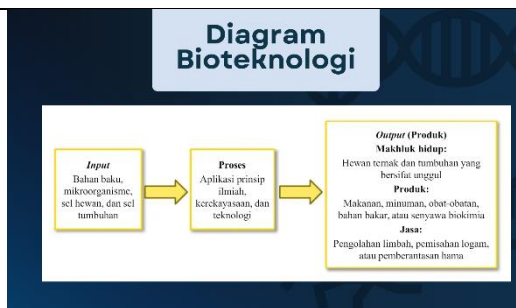 Diagram
Bioteknologi
Input
Bahan baku,
mikroorganisme,
sel hewan, dan sel
tumbuhan
Proses
Aplikasi prinsip
ilmiah,
kerekayasaan, dan
teknologi
Output (Produk)
Makhluk hidup:
Hewan ternak dan tumbuhan yang
bersifat unggul
Produk:
Makanan, minuman, obat-obatan,
bahan bakar, atau senyawa biokimia
Jasa:
Pengolahan limbah, pemisahan logam,
atau pemberantasan hama